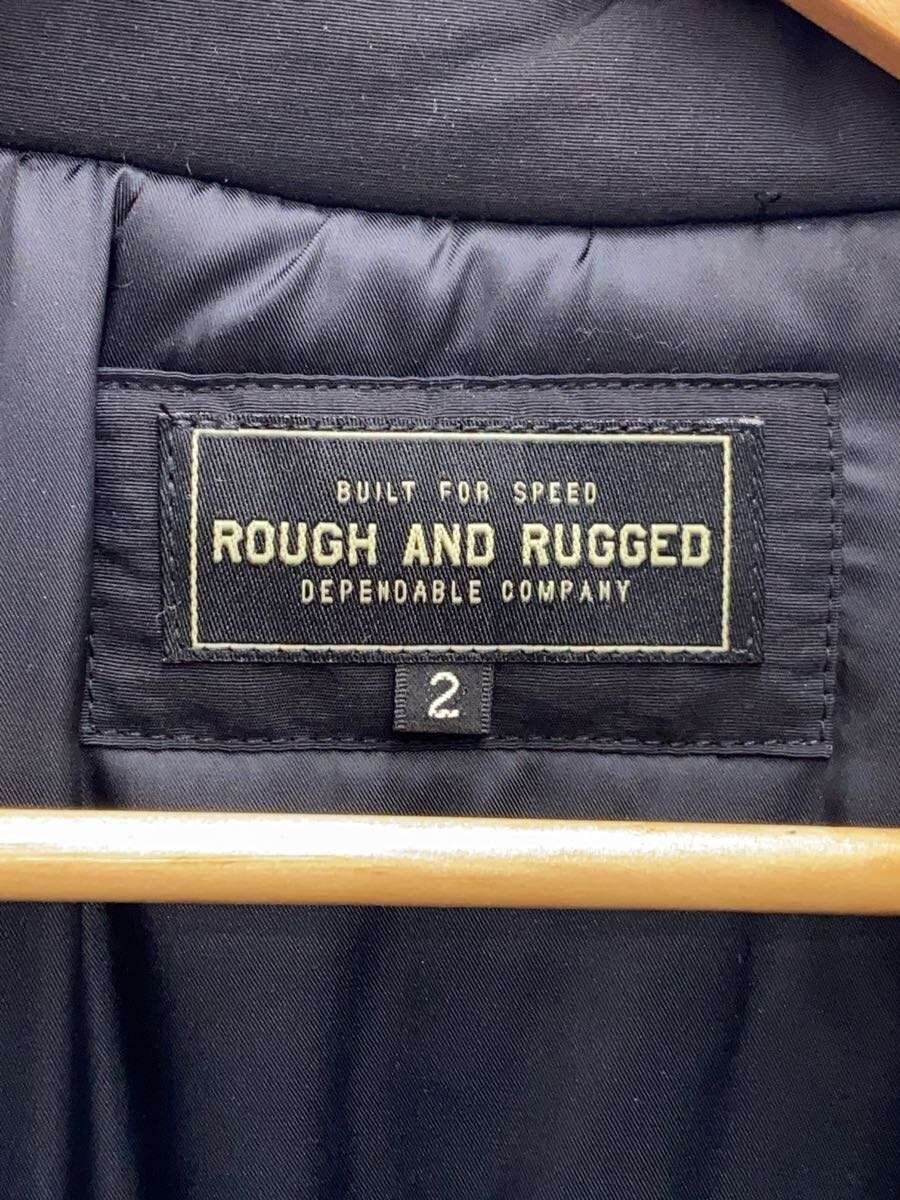 BUILT FOR SPEED
ROUGH AND RUGGED
DEPENDABLE COMPANY
2